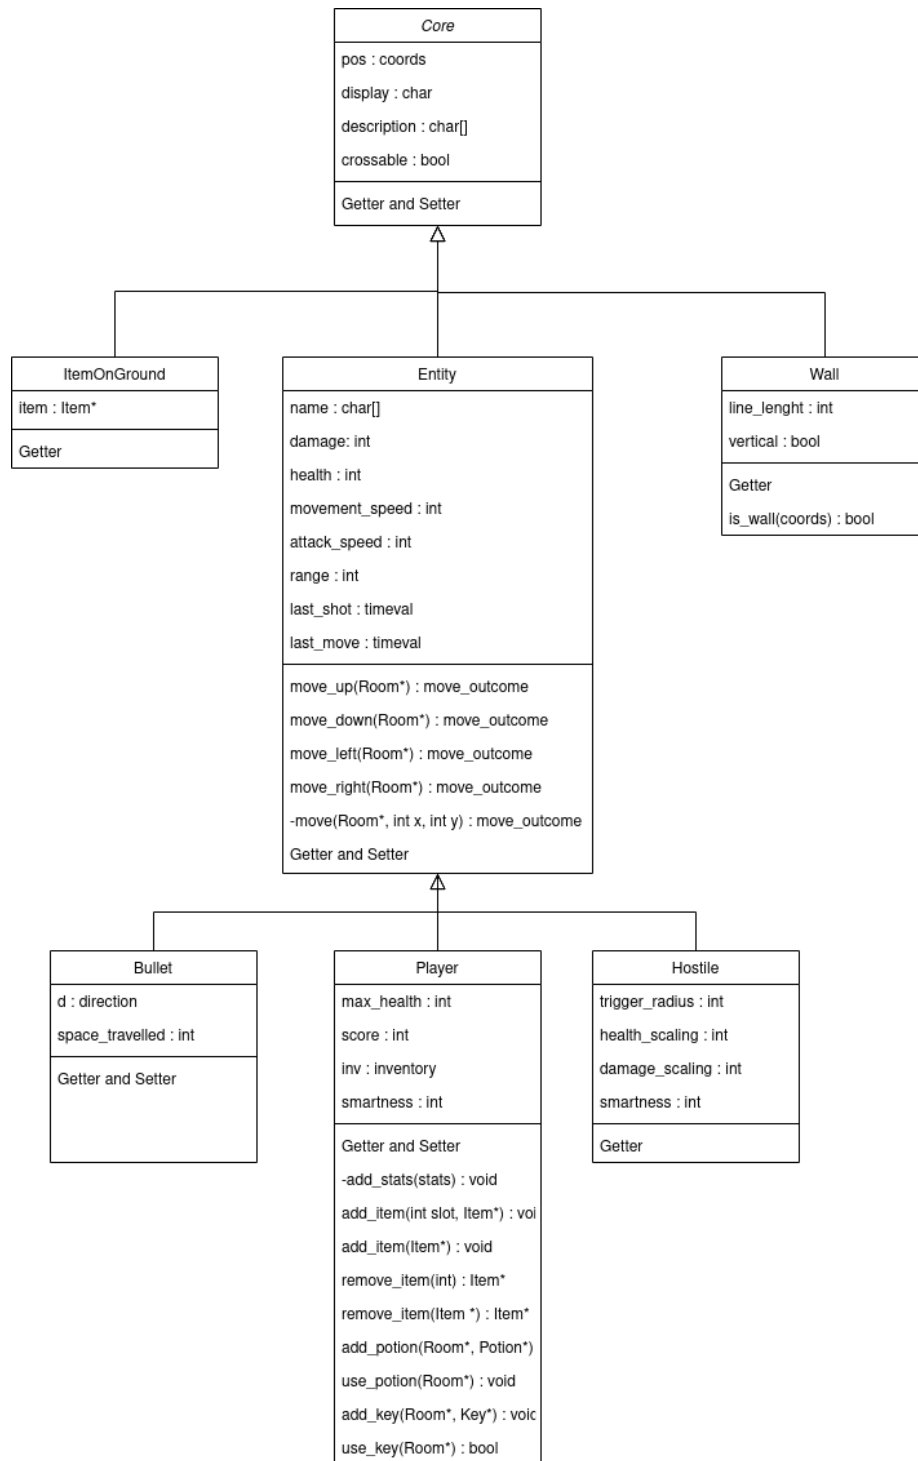 Core
pos : coords
display : char
description : char[]
crossable : bool
Getter and Setter
ItemOnGround
item : Item*
Getter
Entity
name : char[]
damage: int
health : int
movement_speed : int
attack_speed : int
range : int
last_shot : timeval
last_move : timeval
move_up(Room*) : move_outcome
move_down(Room*) : move_outcome
move_left(Room*) : move_outcome
move_right(Room*) : move_outcome
-move(Room*, int x, int y) : move_outcome
Getter and Setter
Wall
line_lenght : int
vertical : bool
Getter
is_wall(coords) : bool
Bullet
d : direction
space_travelled : int
Getter and Setter
Player
max_health : int
score : int
inv : inventory
smartness : int
Getter and Setter
-add_stats(stats) : void
add_item(int slot, Item*) : voi
add_item(Item*) : void
remove_item(int) : Item*
remove_item(Item *) : Item*
add_potion(Room*, Potion*)
use_potion(Room*) : void
add_key(Room*, Key*) : voic
use_key(Room*) : bool
Hostile
trigger_radius : int
health_scaling : int
damage_scaling : int
smartness : int
Getter